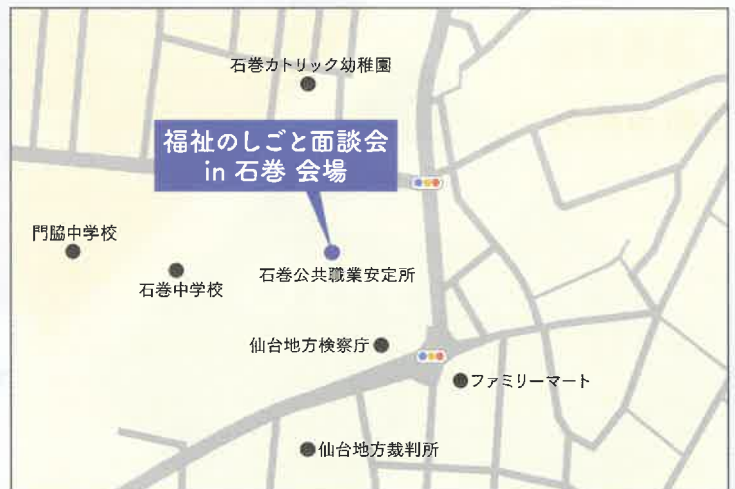 石巻カトリック幼稚園
福祉のしごと面談会
in 石巻 会場
門脇中学校
石巻中学校
石巻公共職業安定所
仙台地方検察庁
ファミリーマート
仙台地方裁判所